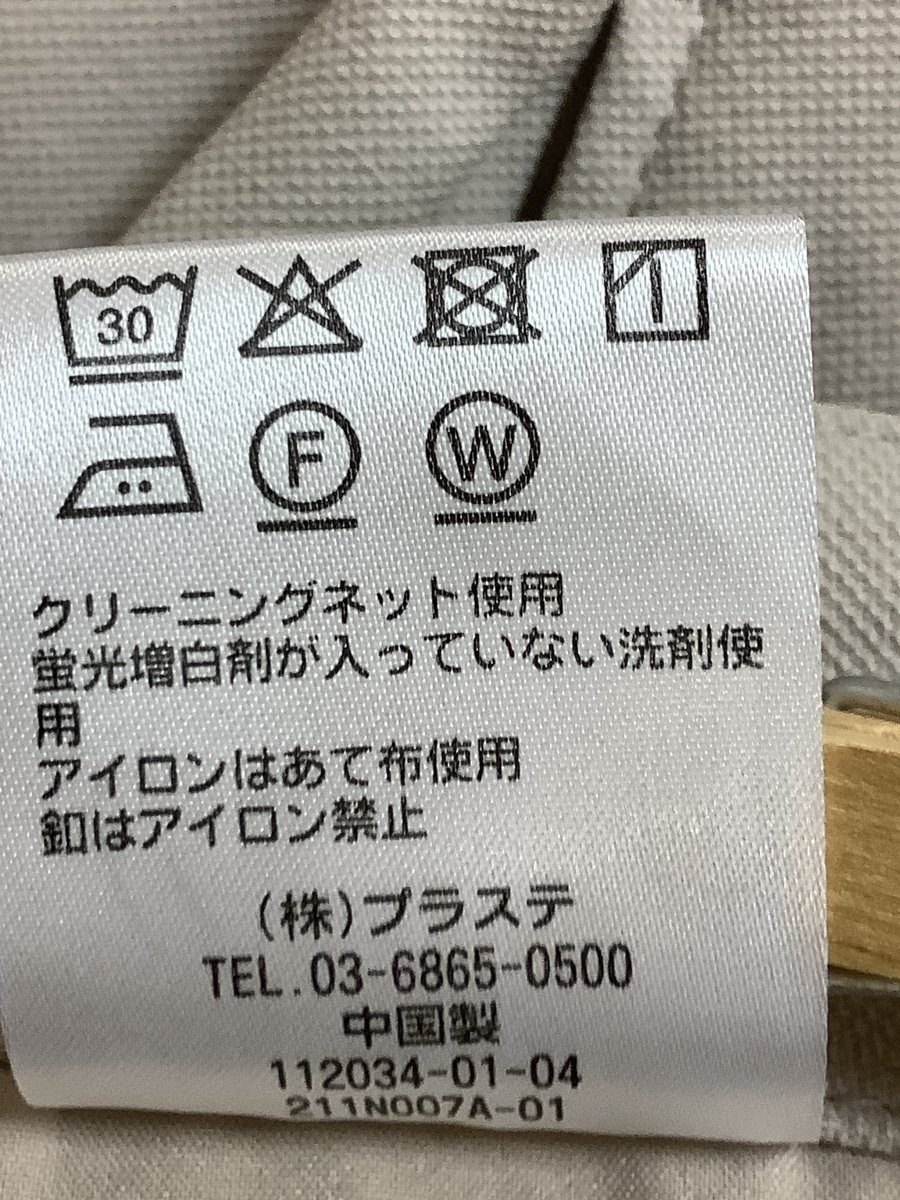 30
F
W
クリーニングネット使用
蛍光増白剤が入っていない洗剤使
用
アイロンはあて布使用
釦はアイロン禁止
(株)プラステ
TEL.03-6865-0500
中国製
112034-01-04
211N007A-01